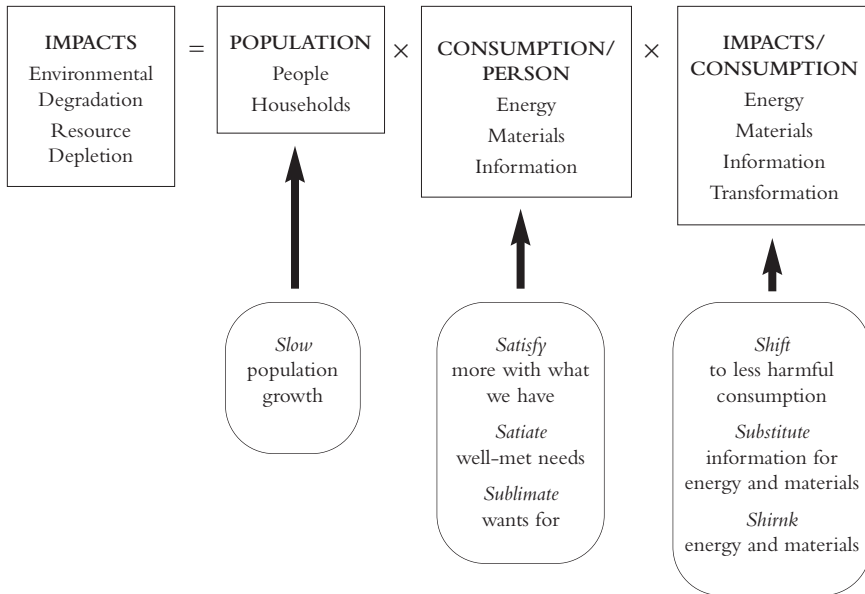 IMPACTS
Environmental
Degradation
Resource
Depletion
=
POPULATION
People
Households
×
CONSUMPTION/
PERSON
Energy
Materials
Information
×
IMPACTS/
CONSUMPTION
Energy
Materials
Information
Transformation
Slow
population
growth
Satisfy
more with what
we have
Satiate
well-met needs
Sublimate
wants for
Shift
to less harmful
consumption
Substitute
information for
energy and materials
Shirnk
energy and materials